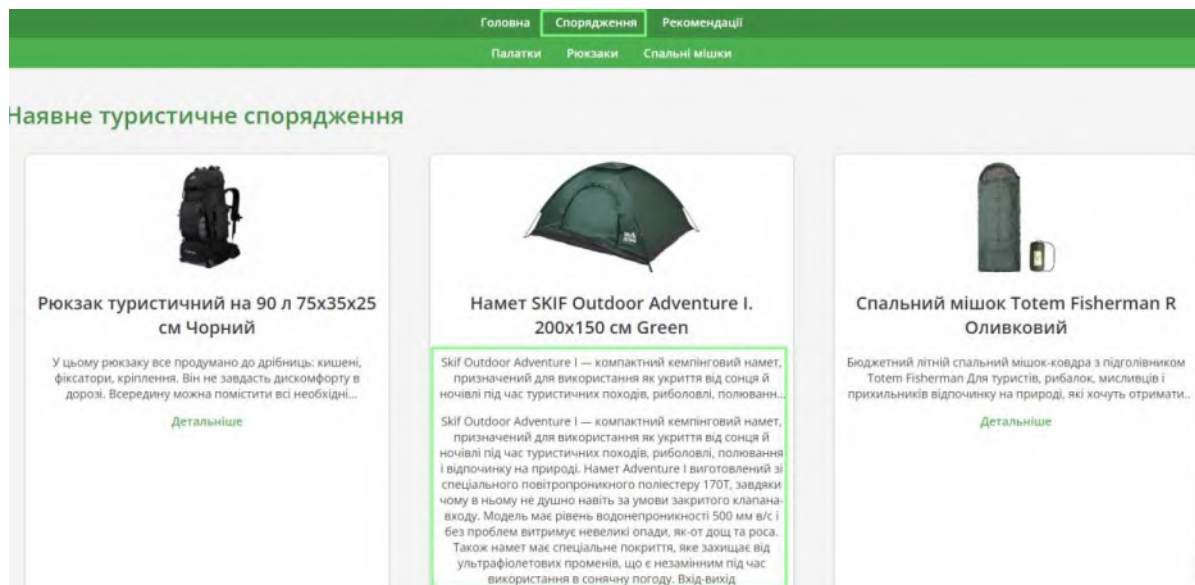 Головна Спорядження Рекомендації
Палатки Рюкзаки Спальні мішки
Наявне туристичне спорядження
Рюкзак туристичний на 90 л 75x35x25
см Чорний
У цьому рюкзаку все продумано до дрібниць: кишені,
фіксатори, кріплення. Він не завдасть дискомфорту в
дорозі. Всередину можна помістити всі необхідні...
Детальніше
Намет SKIF Outdoor Adventure I.
200x150 см Green
Skif Outdoor Adventure I — компактний кемпінговий намет,
призначений для використання як укриття від сонця й
ночівлі під час туристичних походів, риболовлі, полюванн...
Skif Outdoor Adventure I — компактний кемпінговий намет,
призначений для використання як укриття від сонця й
ночівлі під час туристичних походів, риболовлі, полювання
і відпочинку на природі. Намет Adventure I виготовлений зі
спеціального повітропроникного поліестеру 170T, завдяки
чому в ньому не душно навіть за умови закритого клапана-
входу. Модель має рівень водонепроникності 500 мм в/с і
без проблем витримує невеликі опади, як-от дощ та роса.
Також намет має спеціальне покриття, яке захищає від
ультрафіолетових променів, що є незамінним під час
використання в сонячну погоду. Вхід-вихід
Спальний мішок Totem Fisherman R
Оливковий
Бюджетний літній спальний мішок-ковдра з підголівником
Totem Fisherman Для туристів, рибалок, мисливців і
прихильників відпочинку на природі, які хочуть отримати...
Детальніше